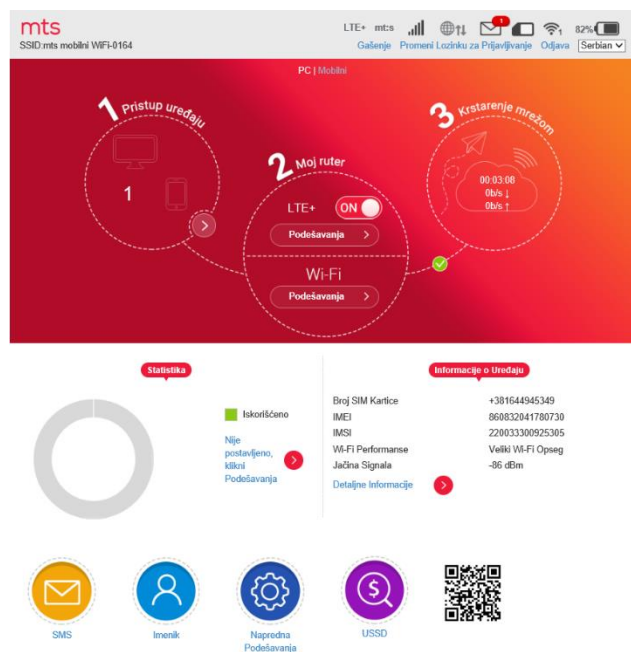 mts
LTE+ mt:s 1 1 82%
SSID:mts mobilni WiFi-0164
Gašenje Promeni Lozinku za Prijavljivanje Odjava Serbian
PC | Mobilni
1 Pristup uređaju
1
2 Moj ruter
LTE+ ON
Podešavanja
Wi-Fi
Podešavanja
3 Krstarenje mrežom
00:03:08
0b/s ↓
0b/s ↑
Statistika
Iskorišćeno
Nije
postavljeno,
klikni
Podešavanja
Informacije o Uređaju
Broj SIM Kartice +381644945349
IMEI 860832041780730
IMSI 220033300925305
Wi-Fi Performanse Veliki Wi-Fi Opseg
Jačina Signala -86 dBm
Detaljne Informacije
SMS
Imenik
Napredna
Podešavanja
USSD